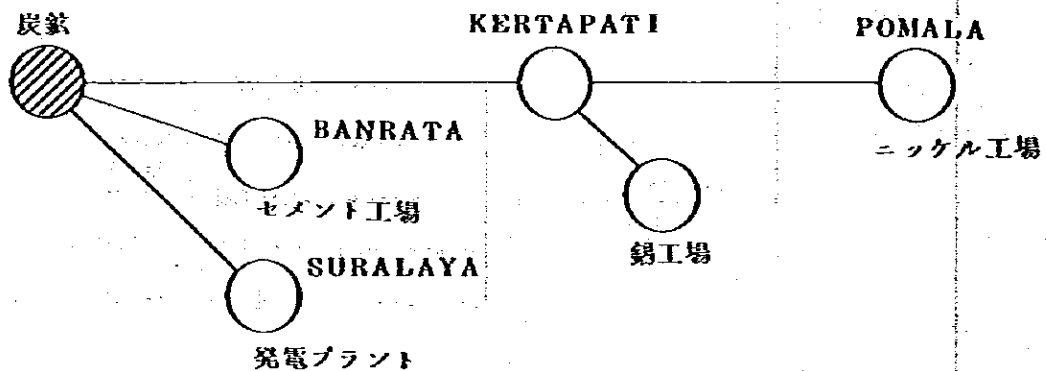 炭鉱
KERTAPATI
POMALA
BANRATA
ニッケル工場
セメント工場
錫工場
SURALAYA
発電プラント